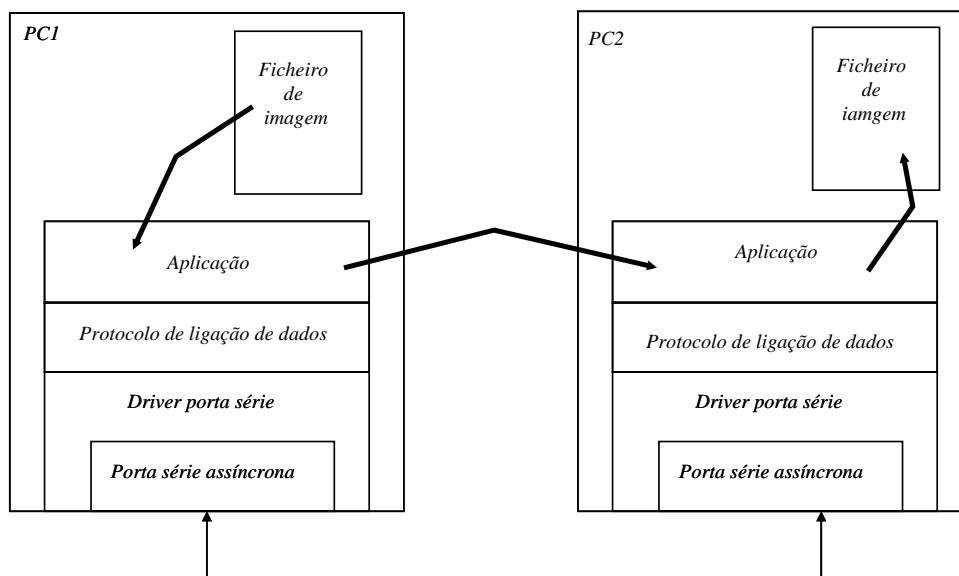 PC1
Ficheiro
de
imagem
Aplicação
Protocolo de ligação de dados
Driver porta série
Porta série assíncrona
PC2
Ficheiro
de
iamgem
Aplicação
Protocolo de ligação de dados
Driver porta série
Porta série assíncrona